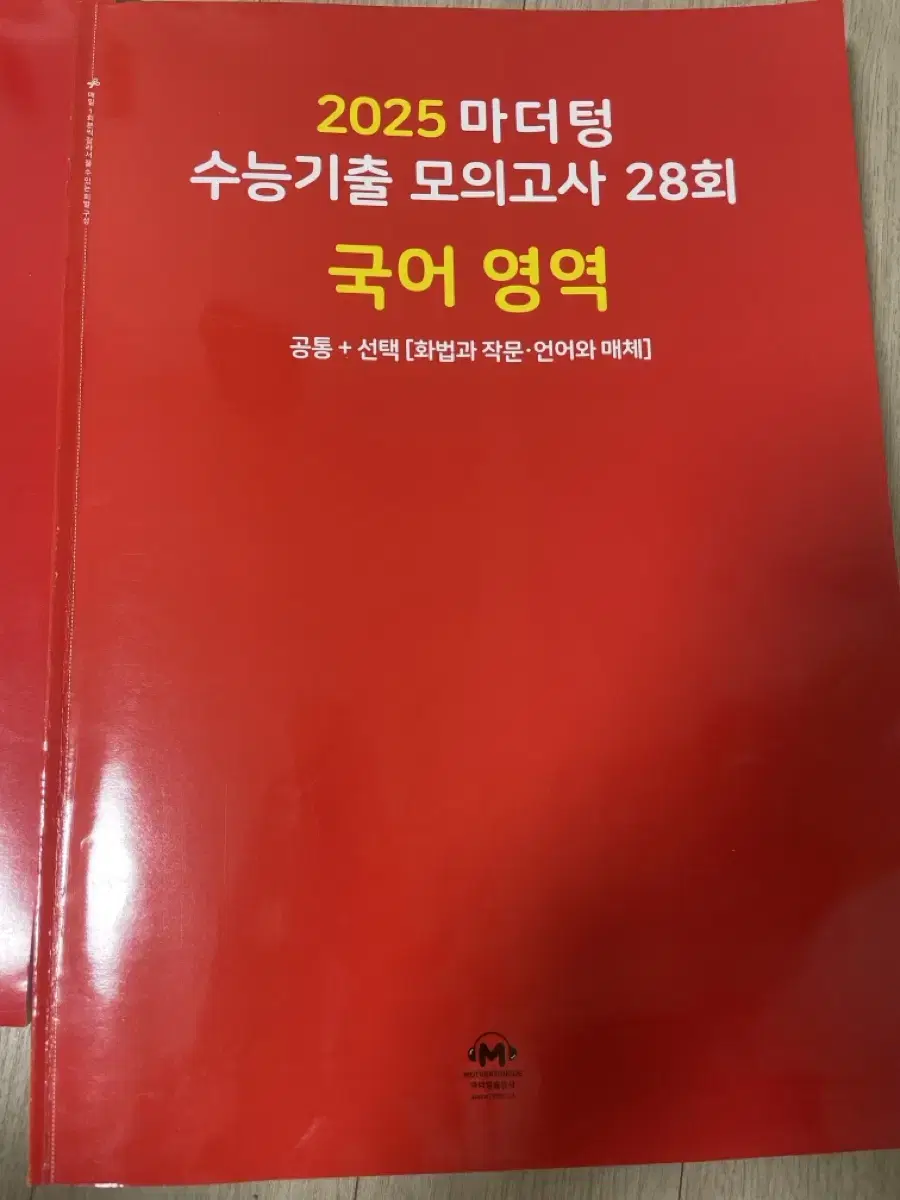 2025 마더텅
수능기출 모의고사 28회
국어 영역
공통 + 선택 [화법과 작문·언어와 매체]
M
MOTHERTONGUE